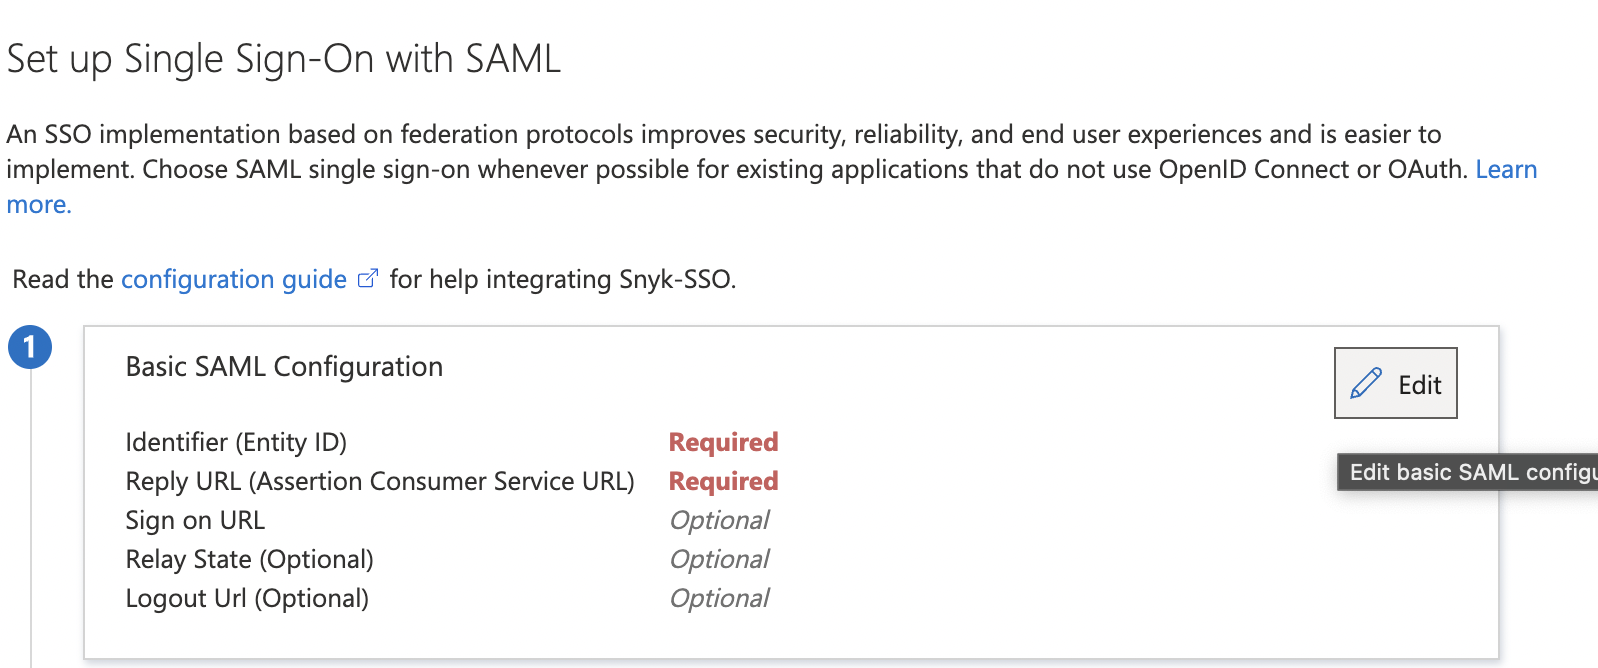 Set up Single Sign-On with SAML
An SSO implementation based on federation protocols improves security, reliability, and end user experiences and is easier to
implement. Choose SAML single sign-on whenever possible for existing applications that do not use OpenID Connect or OAuth. Learn
more.
Read the configuration guide for help integrating Snyk-SSO.
1
Basic SAML Configuration
Edit
Identifier (Entity ID) Required
Reply URL (Assertion Consumer Service URL) Required
Edit basic SAML configu
Sign on URL Optional
Relay State (Optional) Optional
Logout Url (Optional) Optional